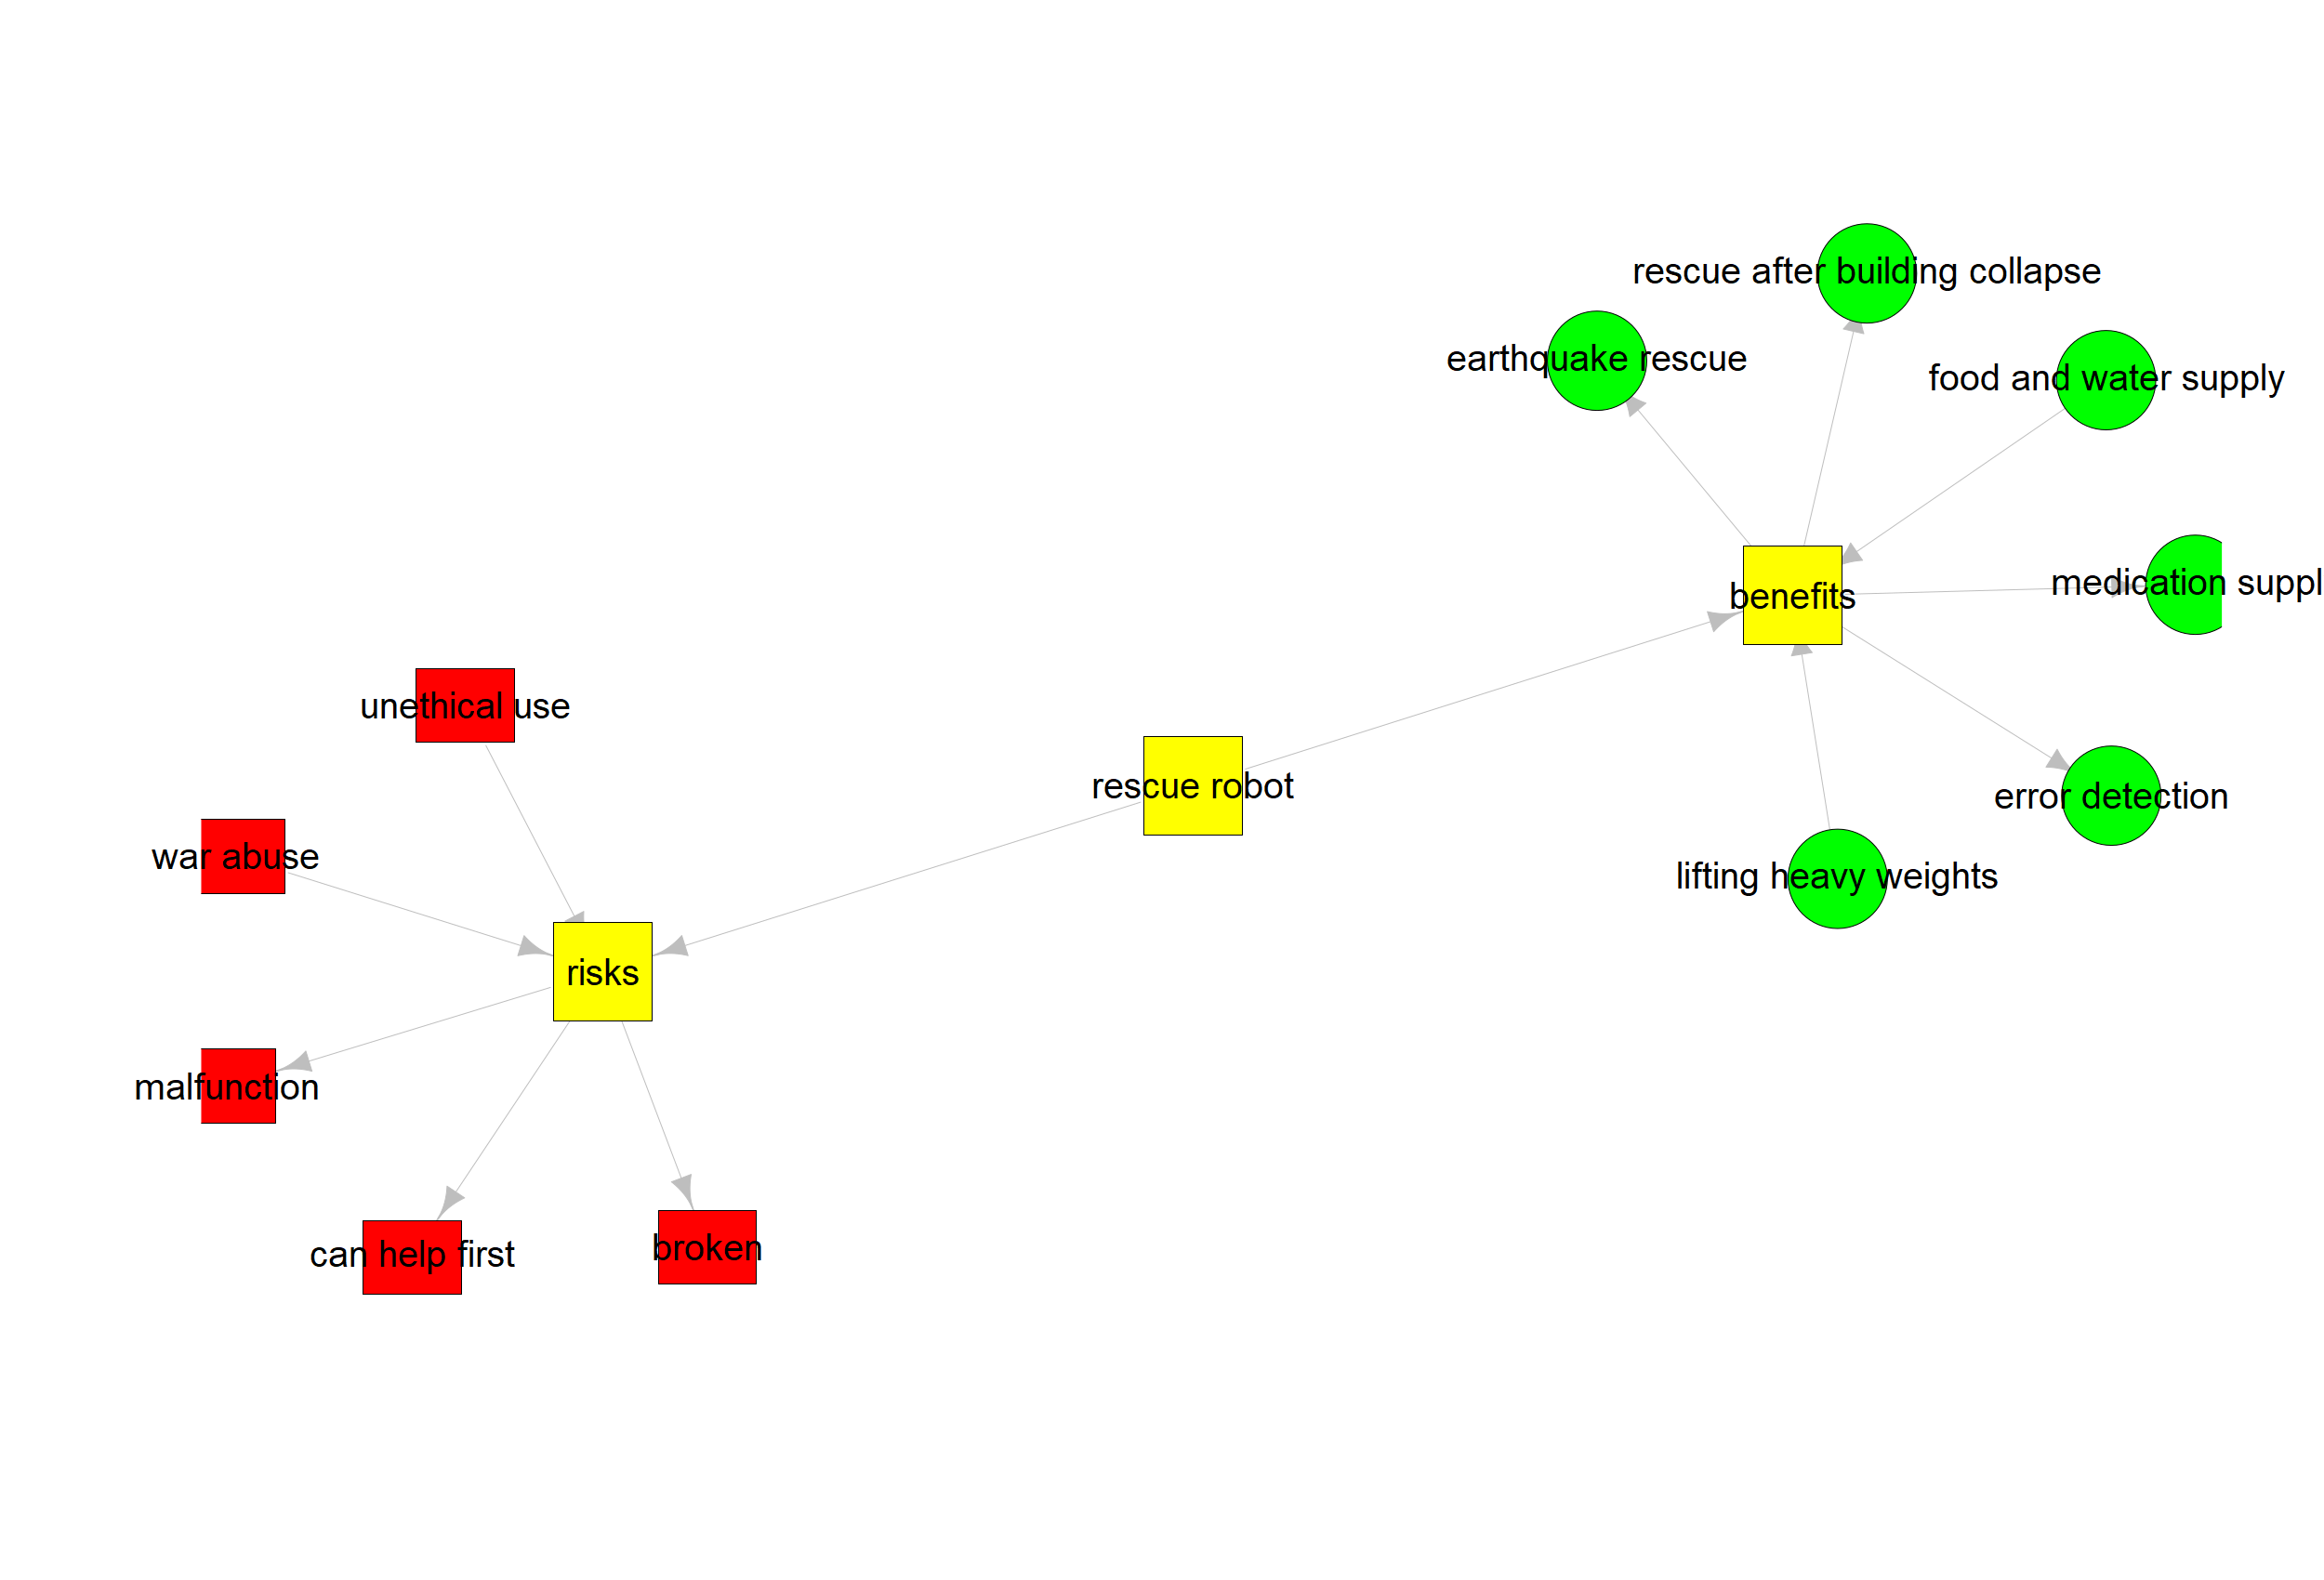 rescue after building collapse
earthquake rescue
food and water supply
medication suppl
benefits
unethical use
rescue robot
error detection
war abuse
lifting heavy weights
risks
malfunction
can help first
broken